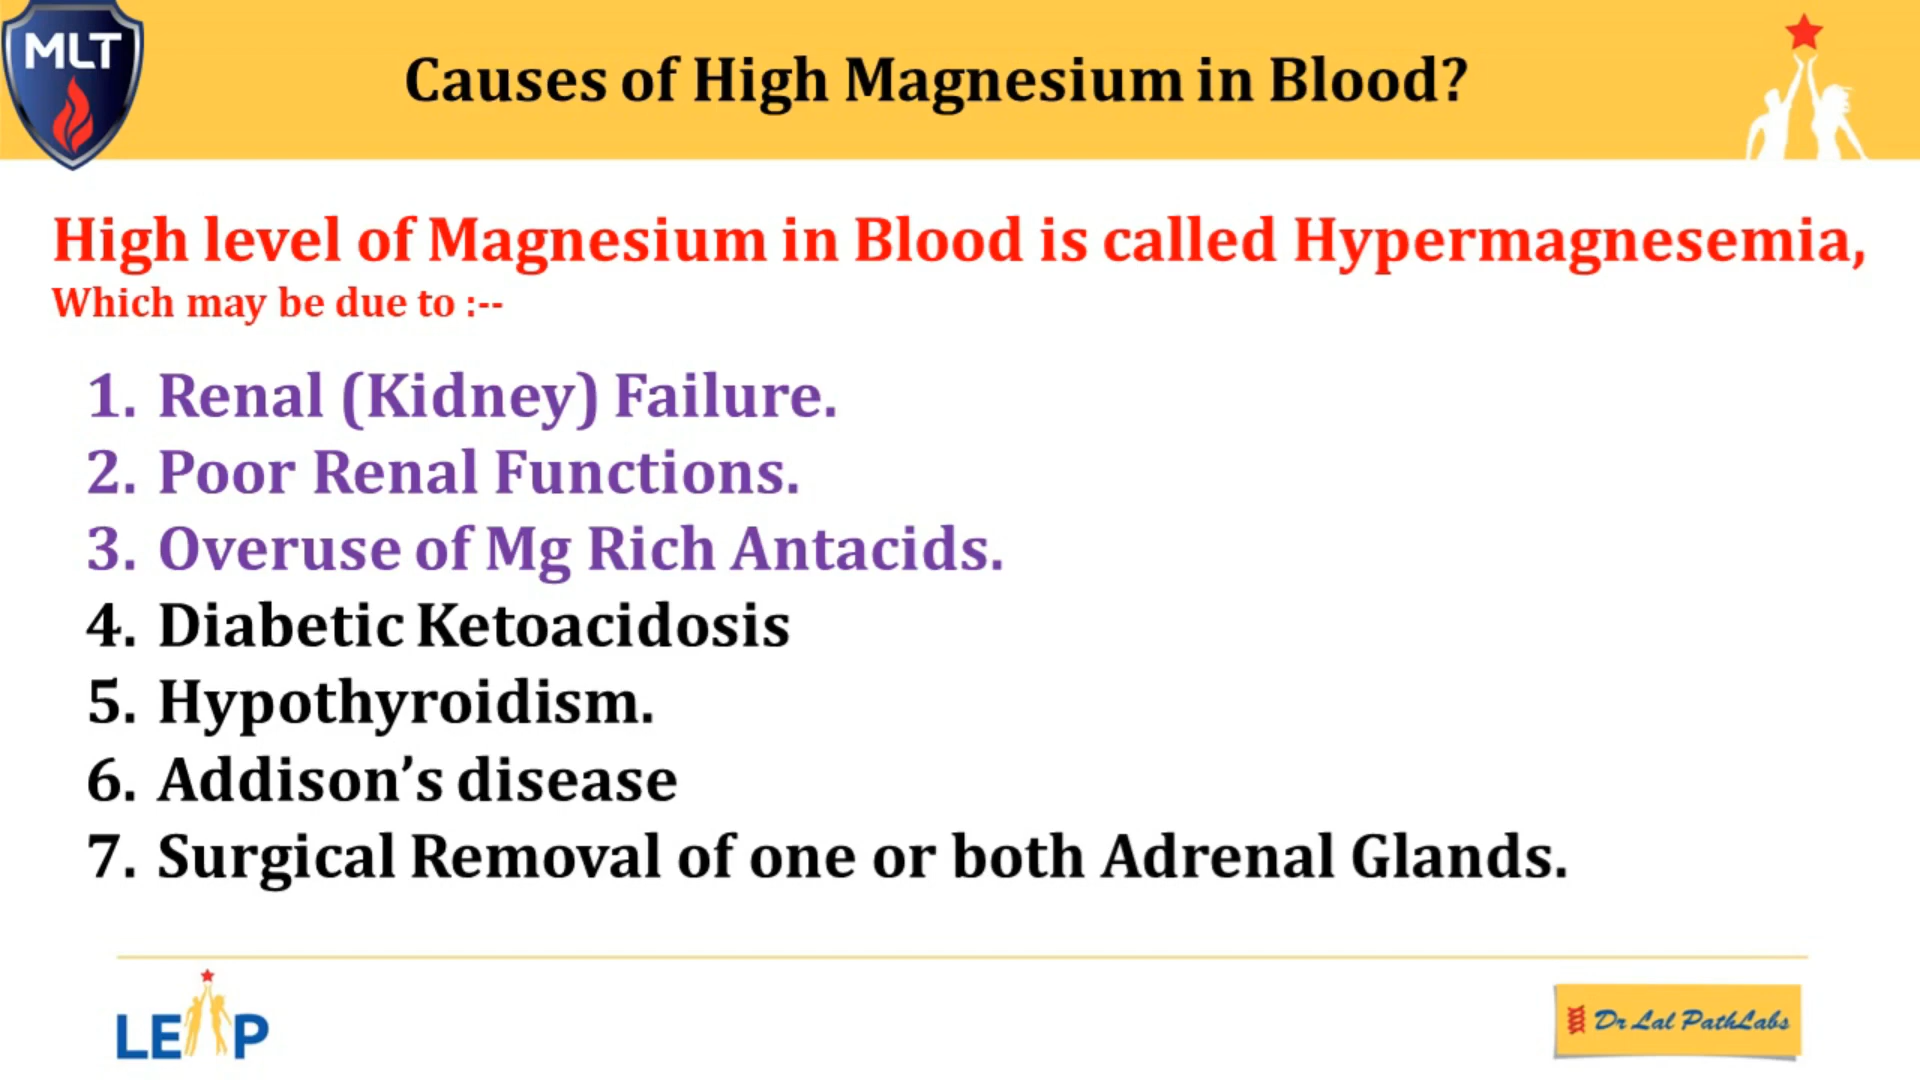 MLT
Causes of High Magnesium in Blood?
High level of Magnesium in Blood is called Hypermagnesemia,
Which may be due to :--
1. Renal (Kidney) Failure.
2. Poor Renal Functions.
3. Overuse of Mg Rich Antacids.
4. Diabetic Ketoacidosis
5. Hypothyroidism.
6. Addison’s disease
7. Surgical Removal of one or both Adrenal Glands.
LEAP
Dr Lal PathLabs